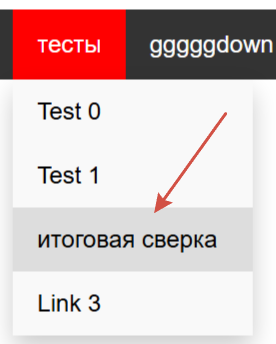 тесты gggggdown
Test 0
Test 1
итоговая сверка
Link 3